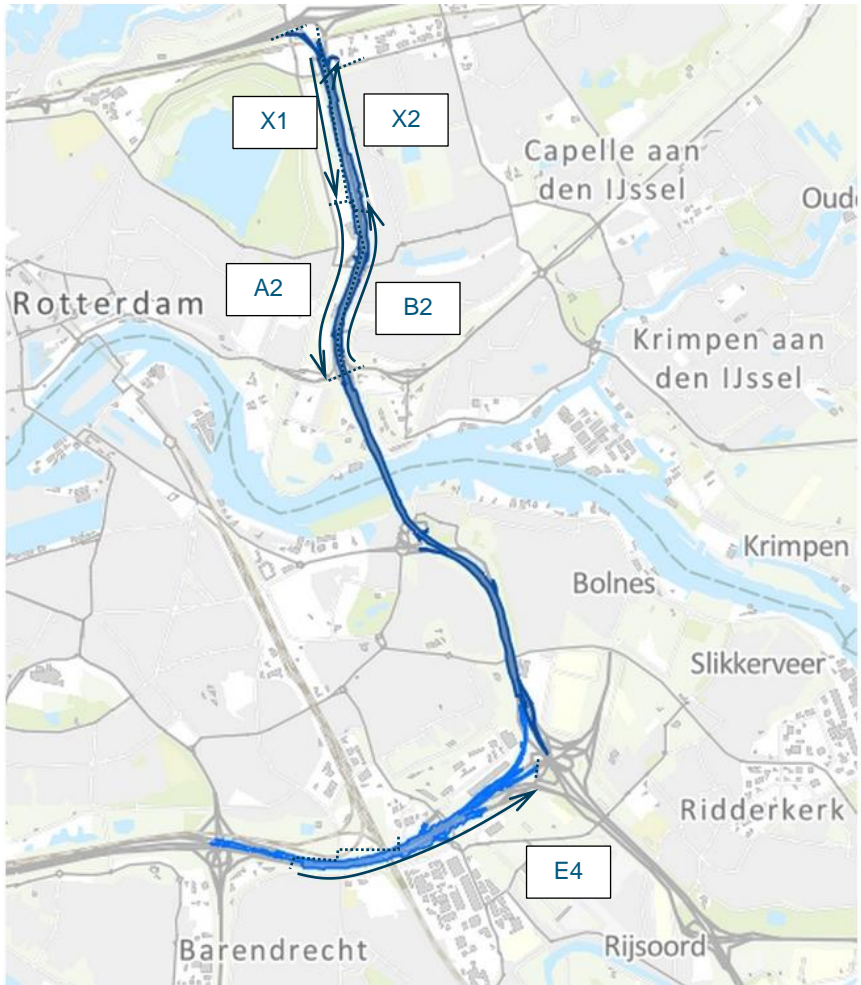 X1
X2
Capelle aan
den IJssel
Oud
A2
B2
Rotterdam
Krimpen aan
den IJssel
Krimpen
Bolnes
Slikkerveer
Ridderkerk
E4
Barendrecht
Rijsoord